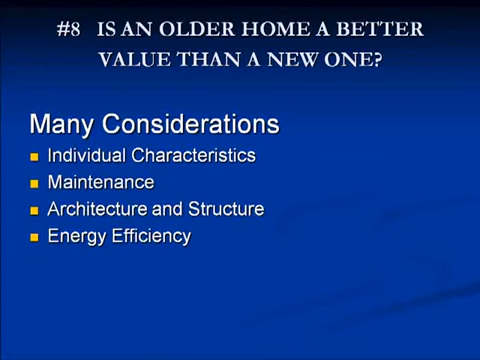 #8 IS AN OLDER HOME A BETTER
VALUE THAN A NEW ONE?
Many Considerations
Individual Characteristics
Maintenance
Architecture and Structure
Energy Efficiency